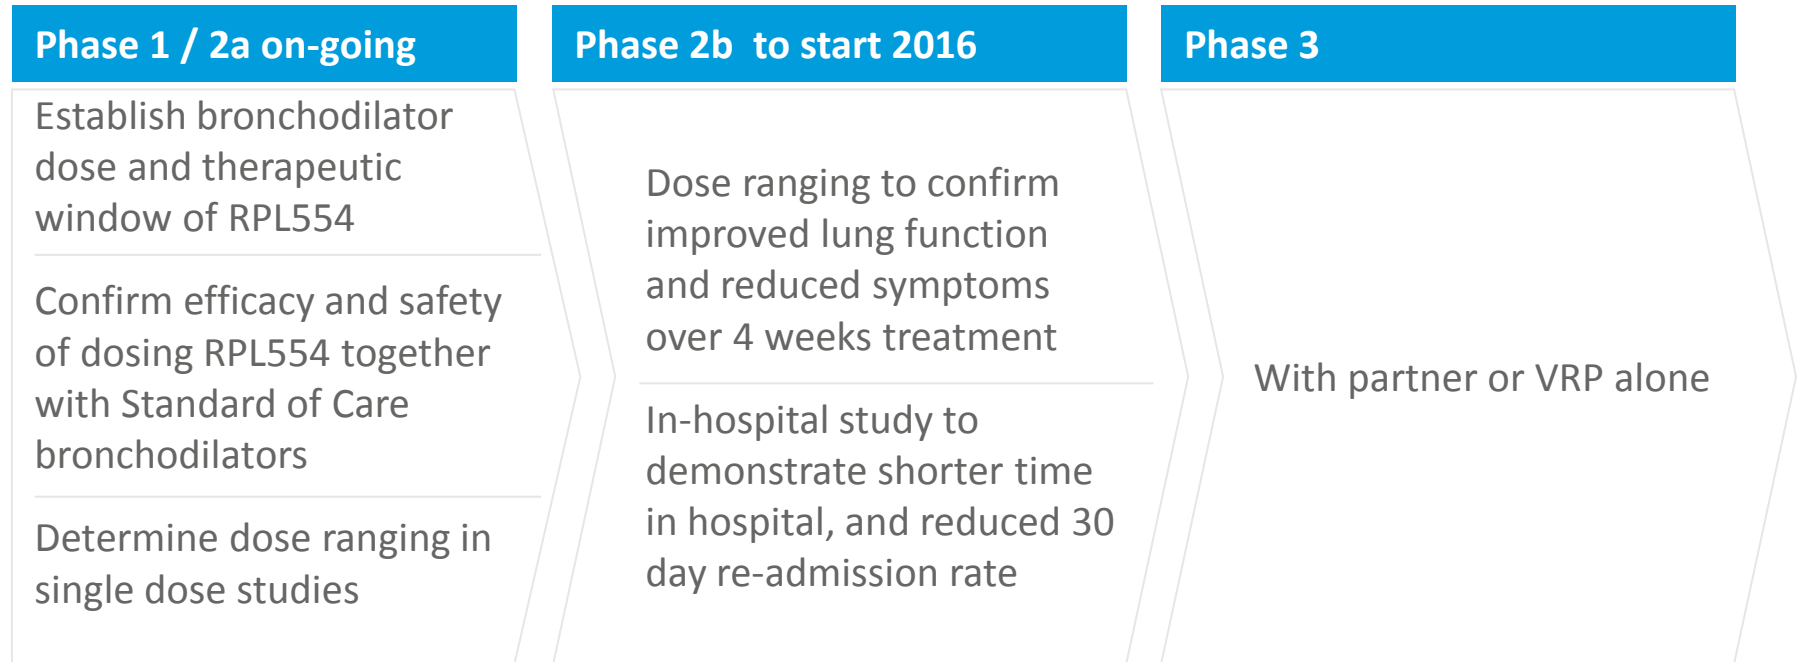 Phase 1 / 2a on-going
Establish bronchodilator
dose and therapeutic
window of RPL554
Confirm efficacy and safety
of dosing RPL554 together
with Standard of Care
bronchodilators
Determine dose ranging in
single dose studies
Phase 2b  to start 2016
Dose ranging to confirm
improved lung function
and reduced symptoms
over 4 weeks treatment
In-hospital study to
demonstrate shorter time
in hospital, and reduced 30
day re-admission rate
Phase 3
With partner or VRP alone